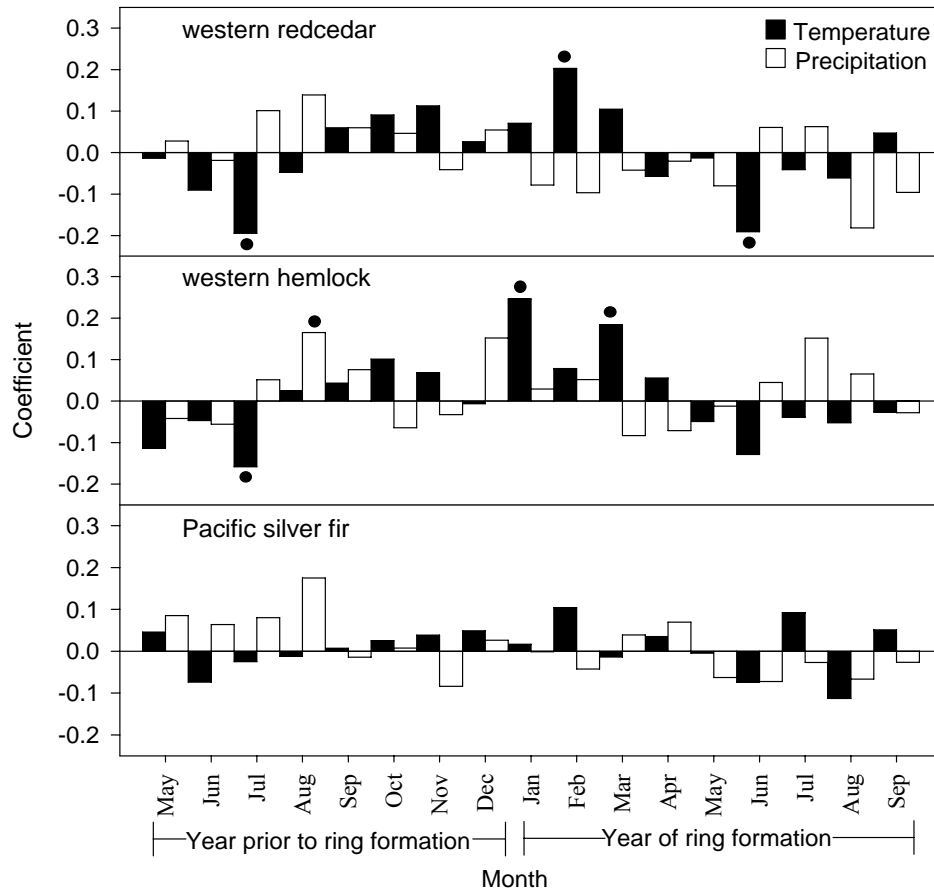 western redcedar
Temperature
Precipitation
0.3
0.2
0.1
0.0
-0.1
-0.2
western hemlock
0.3
0.2
0.1
0.0
-0.1
-0.2
Coefficient
Pacific silver fir
0.3
0.2
0.1
0.0
-0.1
-0.2
May Jun Jul Aug Sep Oct Nov Dec Jan Feb Mar Apr May Jun Jul Aug Sep
Year prior to ring formation Year of ring formation
Month